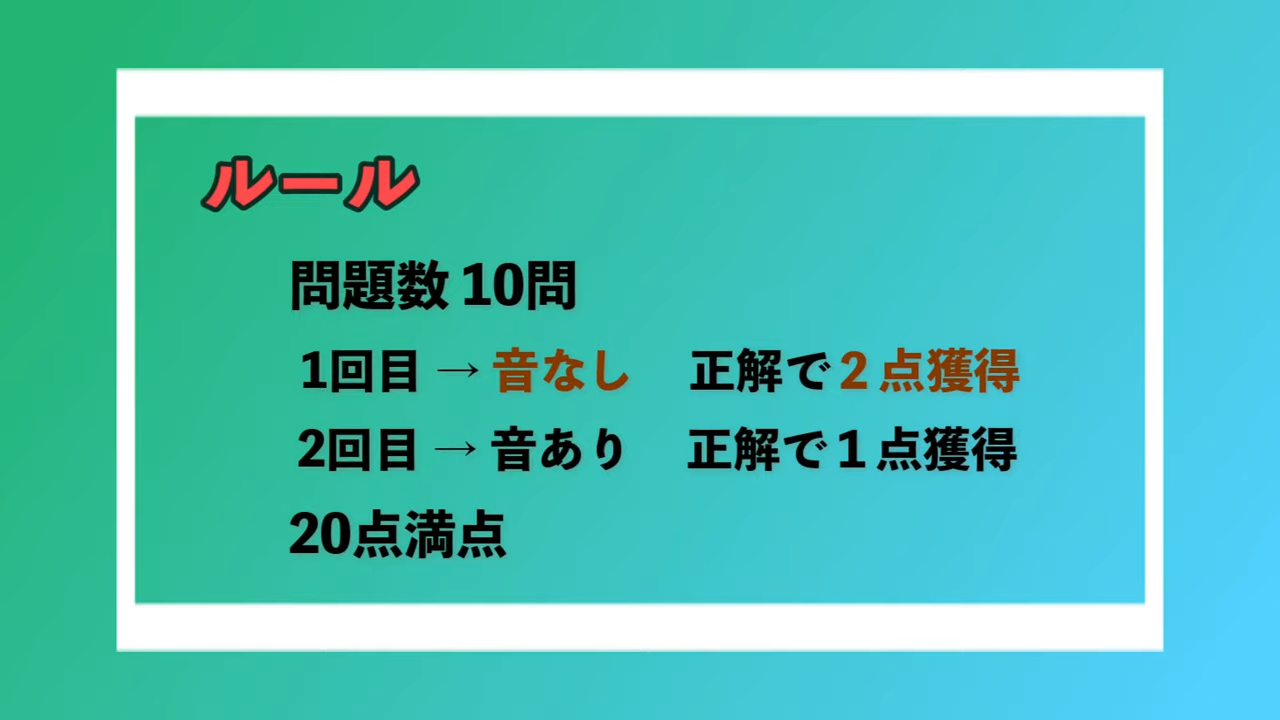 ルール
問題数 10問
1回目 → 音なし 正解で 2 点獲得
2回目 → 音あり 正解で 1 点獲得
20点満点